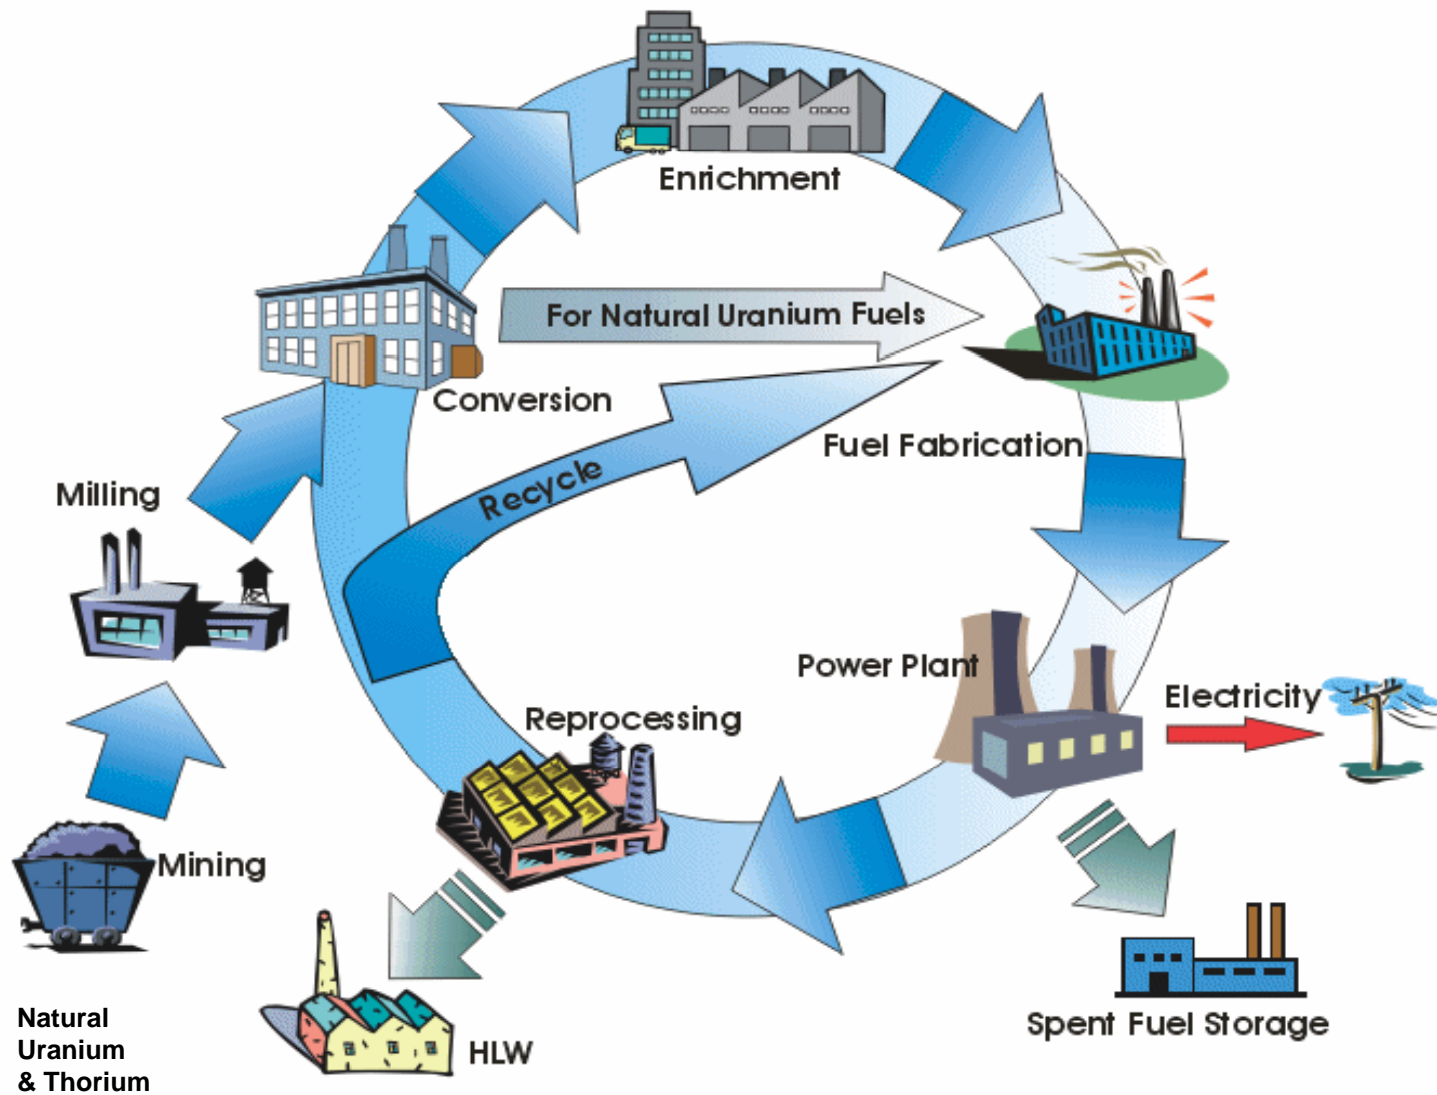 Enrichment
For Natural Uranium Fuels
Conversion
Fuel Fabrication
Recycle
Milling
Power Plant
Electricity
Reprocessing
Mining
Natural
Uranium
& Thorium
HLW
Spent Fuel Storage